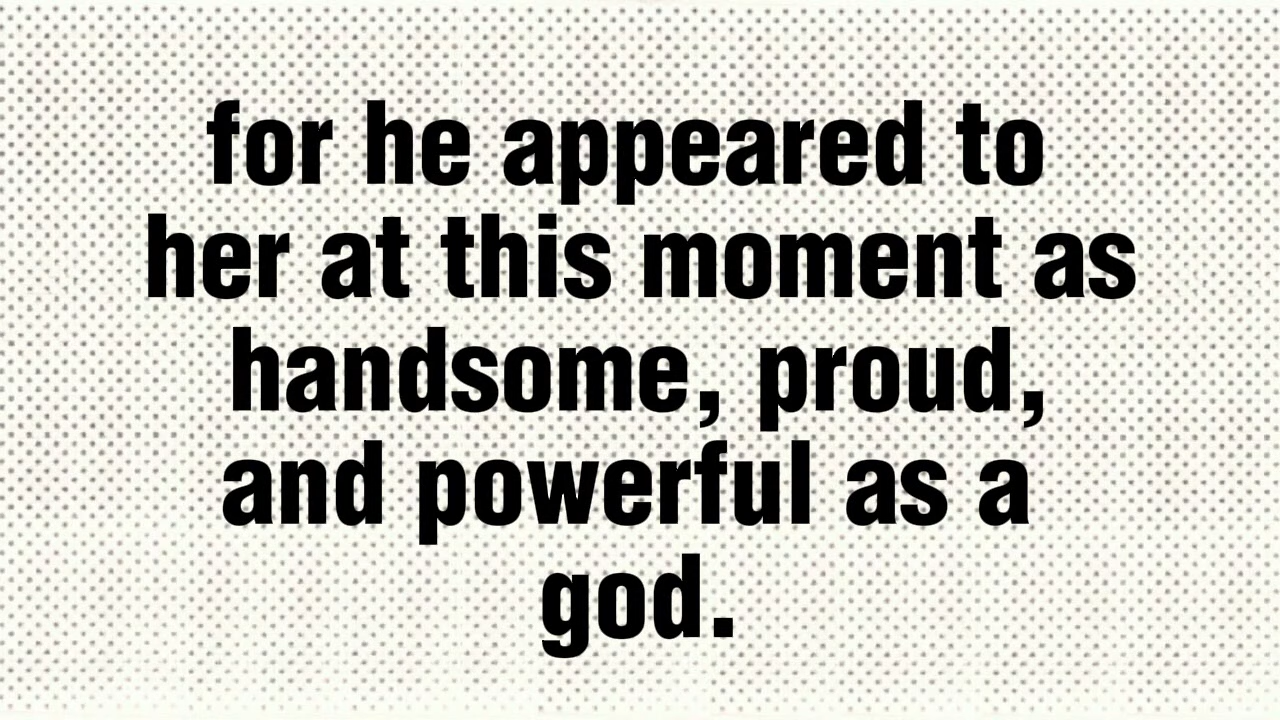 for he appeared to
her at this moment as
handsome, proud,
and powerful as a
god.